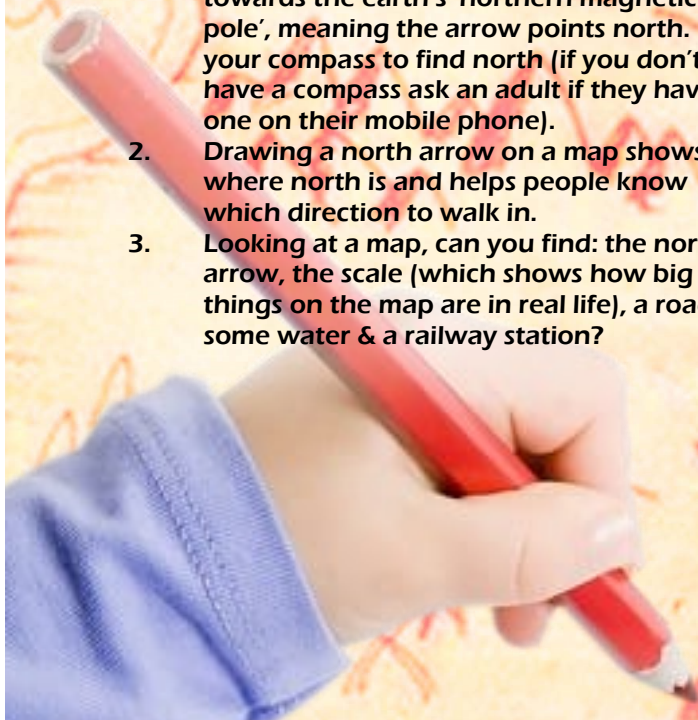 towards the earth's 'northern magnetic
pole', meaning the arrow points north.
your compass to find north (if you don't
have a compass ask an adult if they hav
one on their mobile phone).
2. Drawing a north arrow on a map shows
where north is and helps people know
which direction to walk in.
3. Looking at a map, can you find: the nor
arrow, the scale (which shows how big
things on the map are in real life), a roa
some water & a railway station?